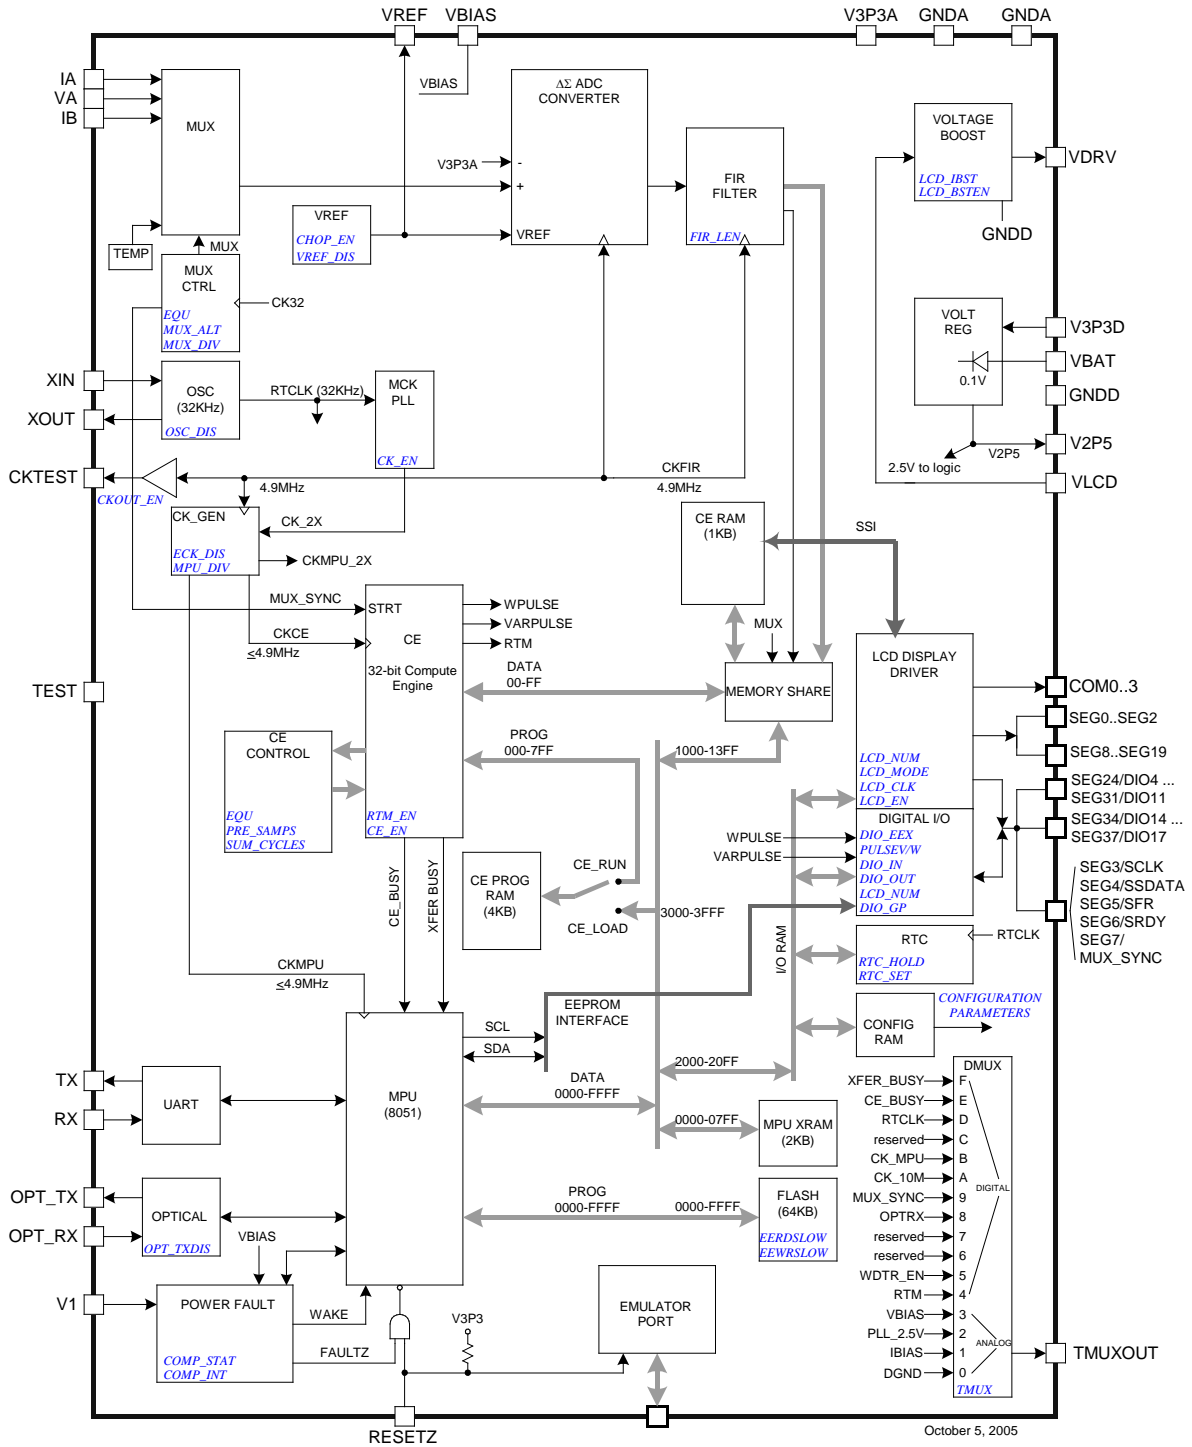 VREF VBIAS V3P3A GNDA GNDA
IA
VA
IB
MUX
VBIAS
ΔΣ ADC
CONVERTER
V3P3A
-
+
VREF
FIR
FILTER
FIR_LEN
VOLTAGE
BOOST
LCD_IBST
LCD_BSTEN
VDRV
GNDD
TEMP
MUX
VREF
CHOP_EN
VREF_DIS
MUX
CTRL
EQU
MUX_ALT
MUX_DIV
CK32
VOLT
REG
0.1V
V3P3D
VBAT
GNDD
V2P5
VLCD
2.5V to logic
V2P5
XIN
XOUT
OSC
(32KHz)
OSC_DIS
RTCLK (32KHz)
MCK
PLL
CK_EN
CKTEST
CKOUT_EN
4.9MHz
CKFIR
4.9MHz
CK_GEN
ECK_DIS
MPU_DIV
CK_2X
CKMPU_2X
CE RAM
(1KB)
SSI
MUX_SYNC
CKCE
≤4.9MHz
STRT
CE
32-bit Compute
Engine
RTM_EN
CE_EN
WPULSE
VARPULSE
RTM
DATA
00-FF
MUX
MEMORY SHARE
LCD DISPLAY
DRIVER
LCD_NUM
LCD_MODE
LCD_CLK
LCD_EN
TEST
COM0..3
SEG0..SEG2
SEG8..SEG19
SEG24/DIO4 ...
SEG31/DIO11
SEG34/DIO14 ...
SEG37/DIO17
SEG3/SCLK
SEG4/SSDATA
SEG5/SFR
SEG6/SRDY
SEG7/
MUX_SYNC
CE
CONTROL
EQU
PRE_SAMPS
SUM_CYCLES
PROG
000-7FF
1000-13FF
DIGITAL I/O
DIO_EEX
PULSEV/W
DIO_IN
DIO_OUT
LCD_NUM
DIO_GP
WPULSE
VARPULSE
CE_BUSY
XFER BUSY
CE PROG
RAM
(4KB)
CE_RUN
CE_LOAD
3000-3FFF
I/O RAM
RTC
RTC_HOLD
RTC_SET
RTCLK
CKMPU
≤4.9MHz
EEPROM
INTERFACE
SCL
SDA
CONFIG
RAM
CONFIGURATION
PARAMETERS
TX
RX
UART
MPU
(8051)
DATA
0000-FFFF
2000-20FF
0000-07FF
MPU XRAM
(2KB)
OPT_TX
OPT_RX
OPTICAL
OPT_TXDIS
PROG
0000-FFFF
0000-FFFF
FLASH
(64KB)
EERDSLOW
EEWRSLOW
VBIAS
V1
POWER FAULT
COMP_STAT
COMP_INT
WAKE
FAULTZ
V3P3
EMULATOR
PORT
DMUX
XFER_BUSY F
CE_BUSY E
RTCLK D
reserved C
CK_MPU B
CK_10M A
MUX_SYNC 9
OPTRX 8
reserved 7
reserved 6
WDTR_EN 5
RTM 4
VBIAS 3
PLL_2.5V 2
IBIAS 1
DGND 0
DIGITAL
ANALOG
TMUX
TMUXOUT
RESETZ
October 5, 2005